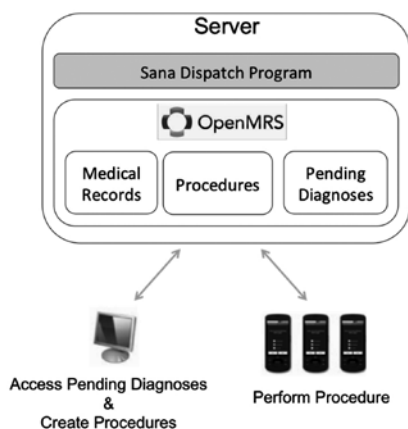 Server
Sana Dispatch Program
OpenMRS
Medical
Records
Procedures
Pending
Diagnoses
Access Pending Diagnoses
&
Create Procedures
Perform Procedure